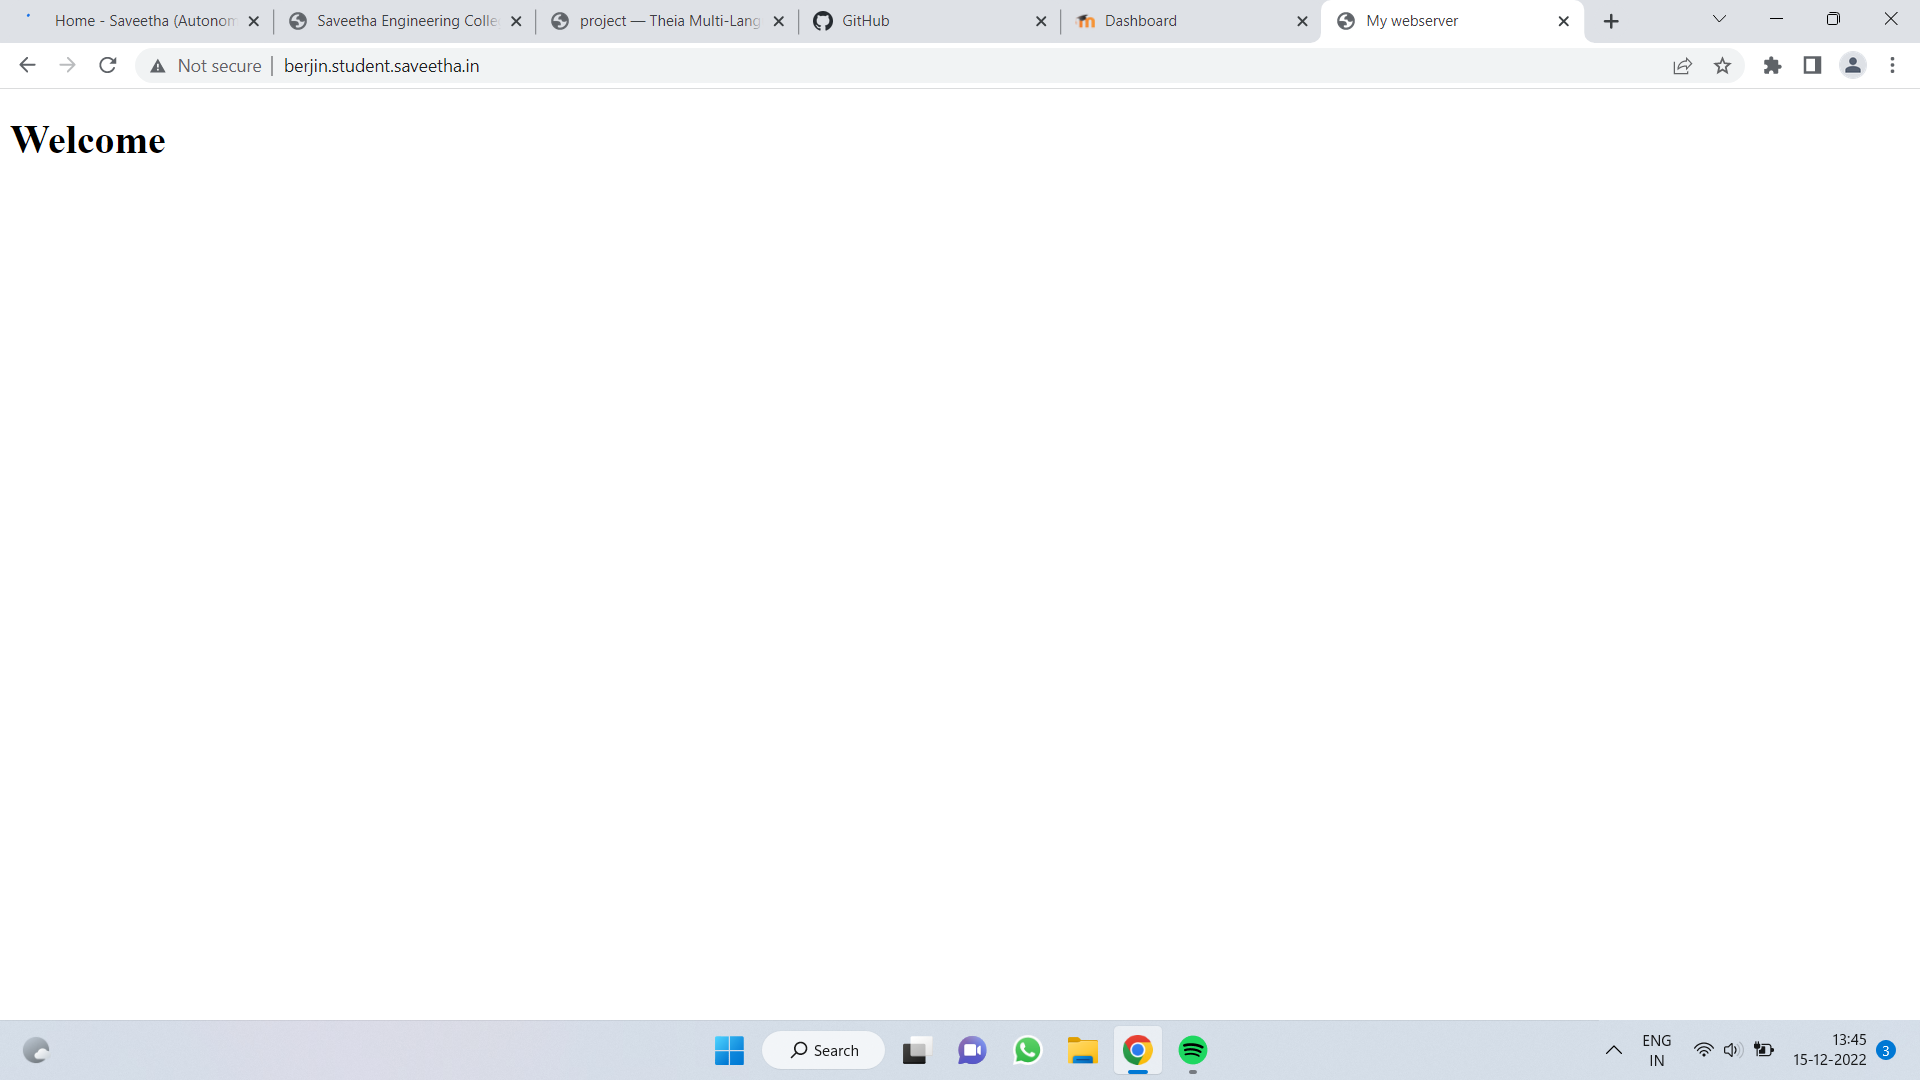 Home - Saveetha (Autonom
Saveetha Engineering Colle
project — Theia Multi-Lang
GitHub
Dashboard
My webserver
Not secure
berjin.student.saveetha.in
Welcome
Search
ENG
IN
13:45
15-12-2022
3